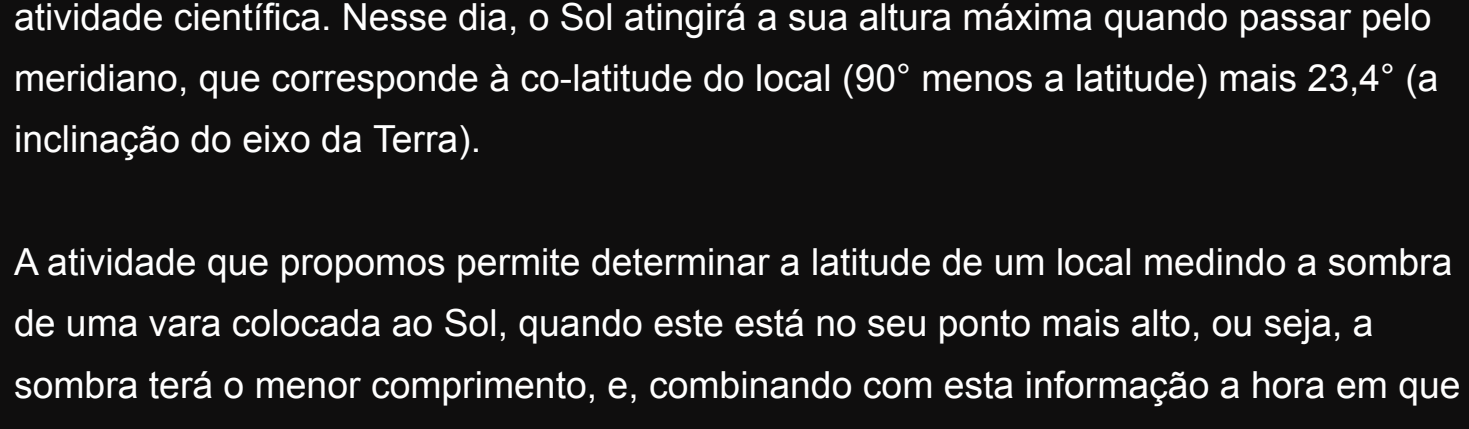 atividade científica. Nesse dia, o Sol atingirá a sua altura máxima quando passar pelo
meridiano, que corresponde à co-latitude do local (90° menos a latitude) mais 23,4° (a
inclinação do eixo da Terra).
A atividade que propomos permite determinar a latitude de um local medindo a sombra
de uma vara colocada ao Sol, quando este está no seu ponto mais alto, ou seja, a
sombra terá o menor comprimento, e, combinando com esta informação a hora em que